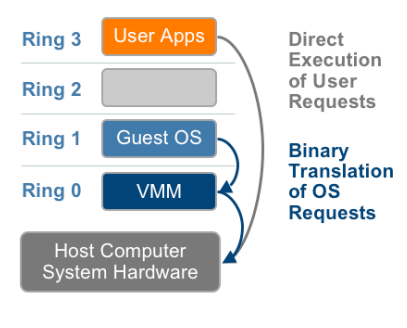 Ring 3
User Apps
Ring 2
Ring 1
Guest OS
Ring 0
VMM
Host Computer
System Hardware
Direct
Execution
of User
Requests
Binary
Translation
of OS
Requests